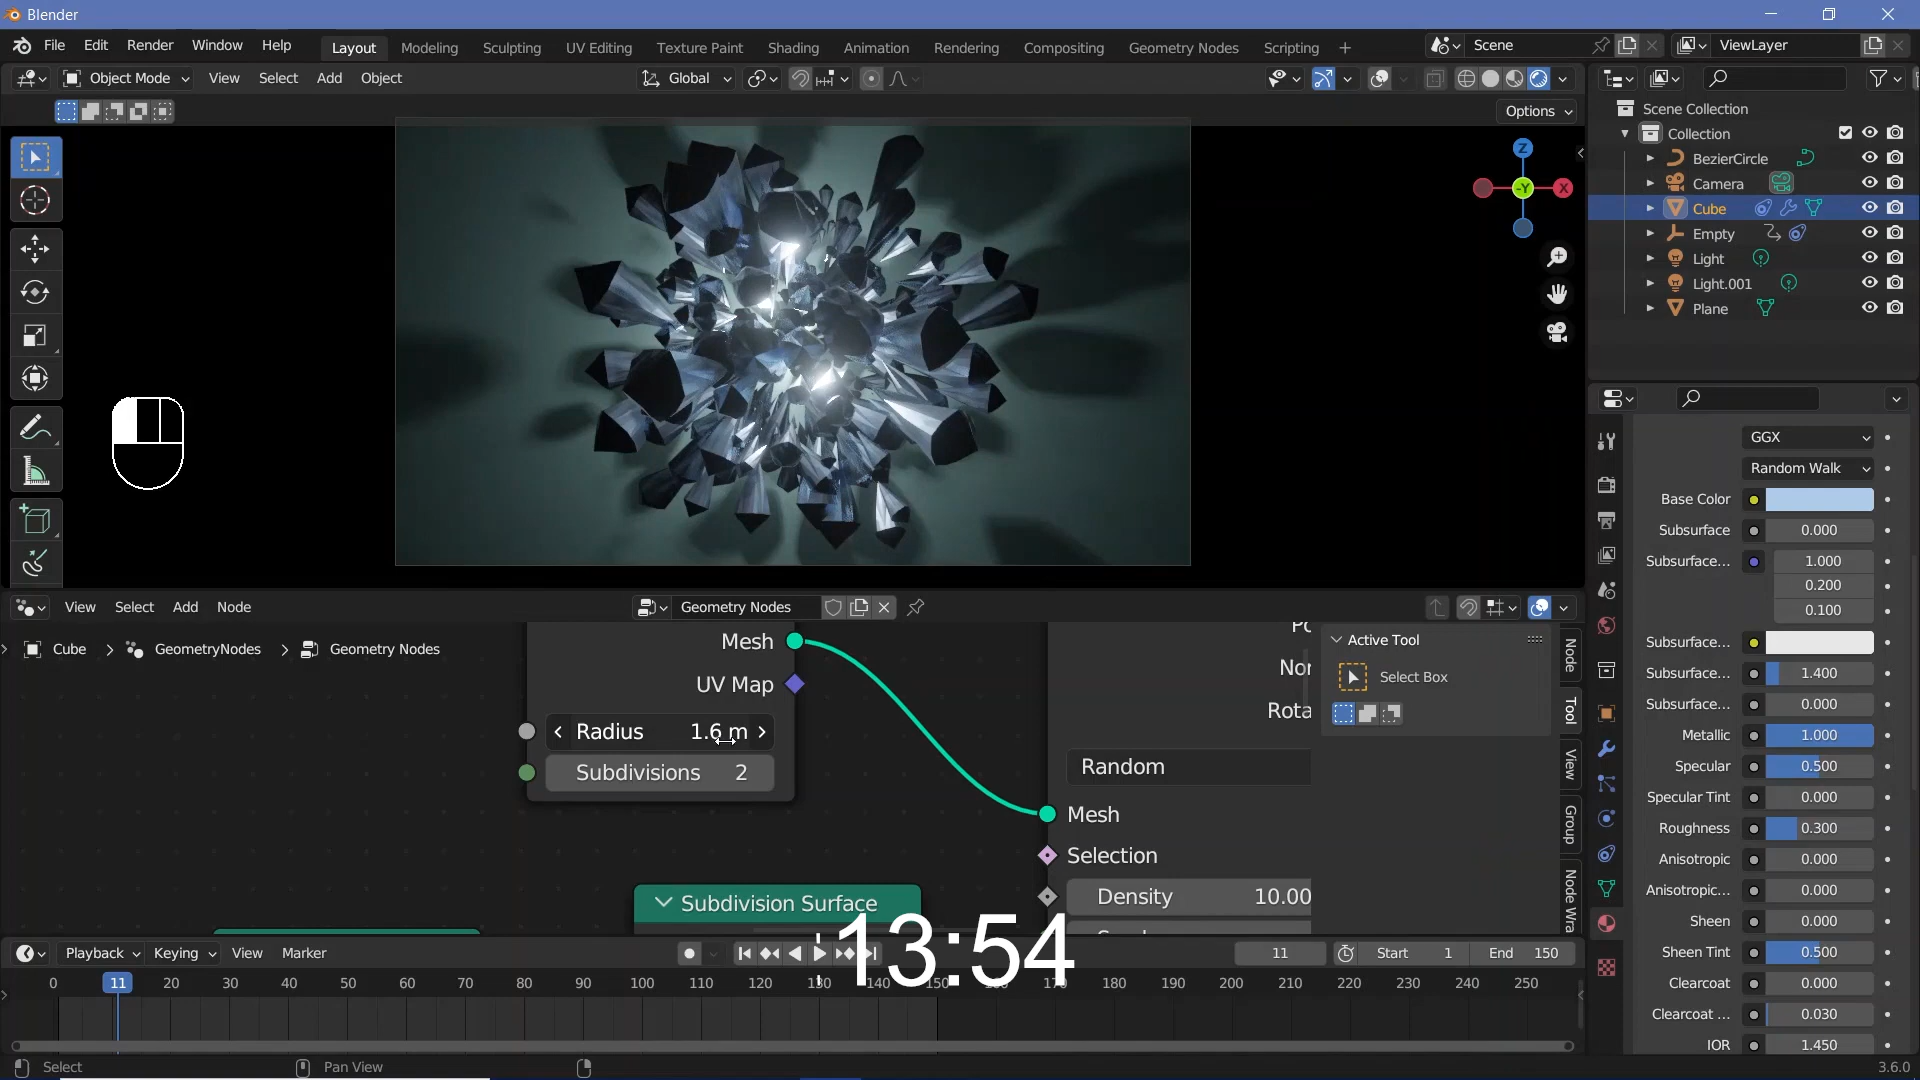 Blender
File Edit Render Window Help Layout Modeling Sculpting UV Editing Texture Paint Shading Animation Rendering Compositing Geometry Nodes Scripting + Scene ViewLayer
Object Mode View Select Add Object Global
Options
Z
X
-Y
Scene Collection
Collection
BezierCircle
Camera
Cube
Empty
Light
Light.001
Plane
GGX
Random Walk
Base Color
Subsurface 0.000
Subsurface... 1.000
0.200
0.100
Subsurface...
Subsurface... 1.400
Subsurface... 0.000
Metallic 1.000
Specular 0.500
Specular Tint 0.000
Roughness 0.300
Anisotropic 0.000
Anisotropic... 0.000
Sheen 0.000
Sheen Tint 0.500
Clearcoat 0.000
Clearcoat ... 0.030
IOR 1.450
View Select Add Node Geometry Nodes
Cube > GeometryNodes > Geometry Nodes
Mesh
UV Map
Radius 1.6 m
Subdivisions 2
Subdivision Surface
Nor
Rota
Random
Mesh
Selection
Density 10.00
Active Tool
Select Box
Node
Tool
View
Group
Node Wra
13:54
Playback Keying View Marker 11 Start 1 End 150
0 11 20 30 40 50 60 70 80 90 100 110 120 130 140 150 160 170 180 190 200 210 220 230 240 250
Select Pan View 3.6.0